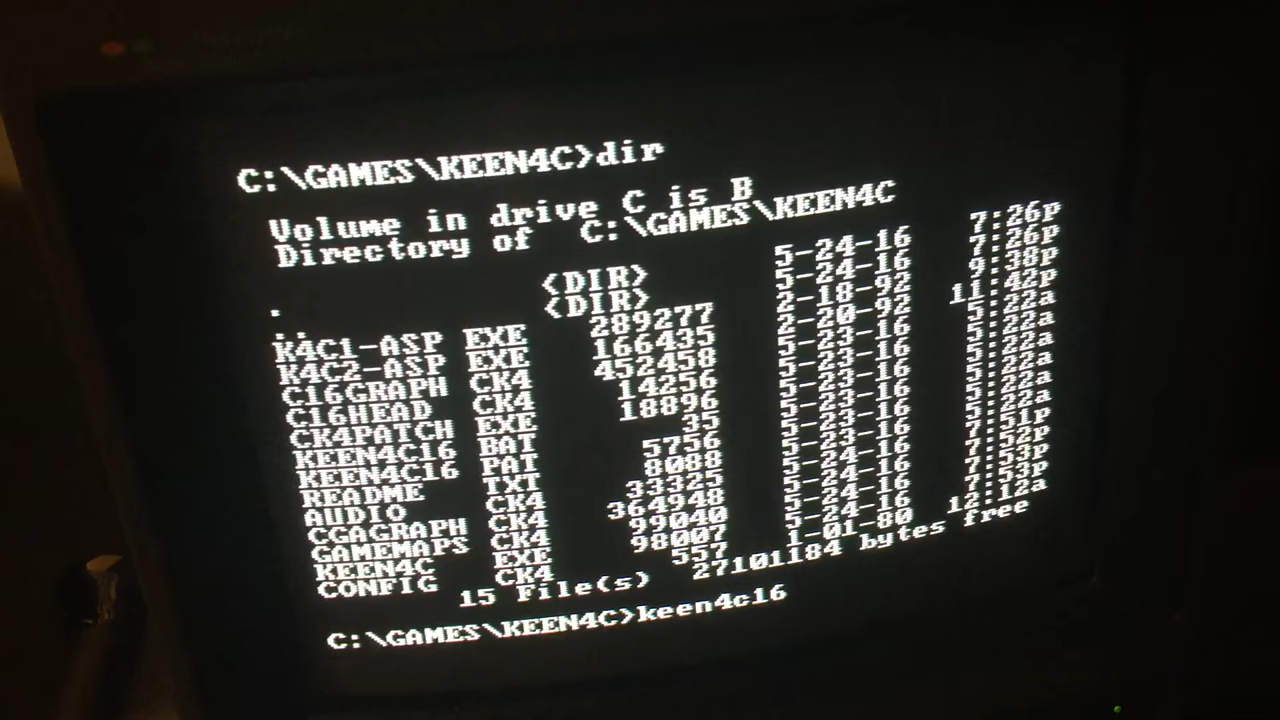 C:\GAMES\KEEN4C>dir
Volume in drive C is B
Directory of C:\GAMES\KEEN4C
. <DIR> 5-24-16 7:26p
.. <DIR> 5-24-16 7:26p
K4C1-ASP EXE 289277 2-18-92 9:38p
K4C2-ASP EXE 166435 2-20-92 11:42p
C16GRAPH CK4 452458 5-23-16 5:22a
C16HEAD CK4 14256 5-23-16 5:22a
CK4PATCH EXE 18896 5-23-16 5:22a
KEEN4C16 BAT 35 5-23-16 5:22a
KEEN4C16 PAT 5756 5-23-16 5:22a
README TXT 8088 5-23-16 5:22a
AUDIO CK4 33325 5-24-16 7:51p
CGAGRAPH CK4 364948 5-24-16 7:52p
GAMEMAPS CK4 99040 5-24-16 7:53p
KEEN4C EXE 98007 5-24-16 7:53p
CONFIG CK4 557 1-01-80 12:12a
15 File(s) 27101184 bytes free
C:\GAMES\KEEN4C>keen4c16